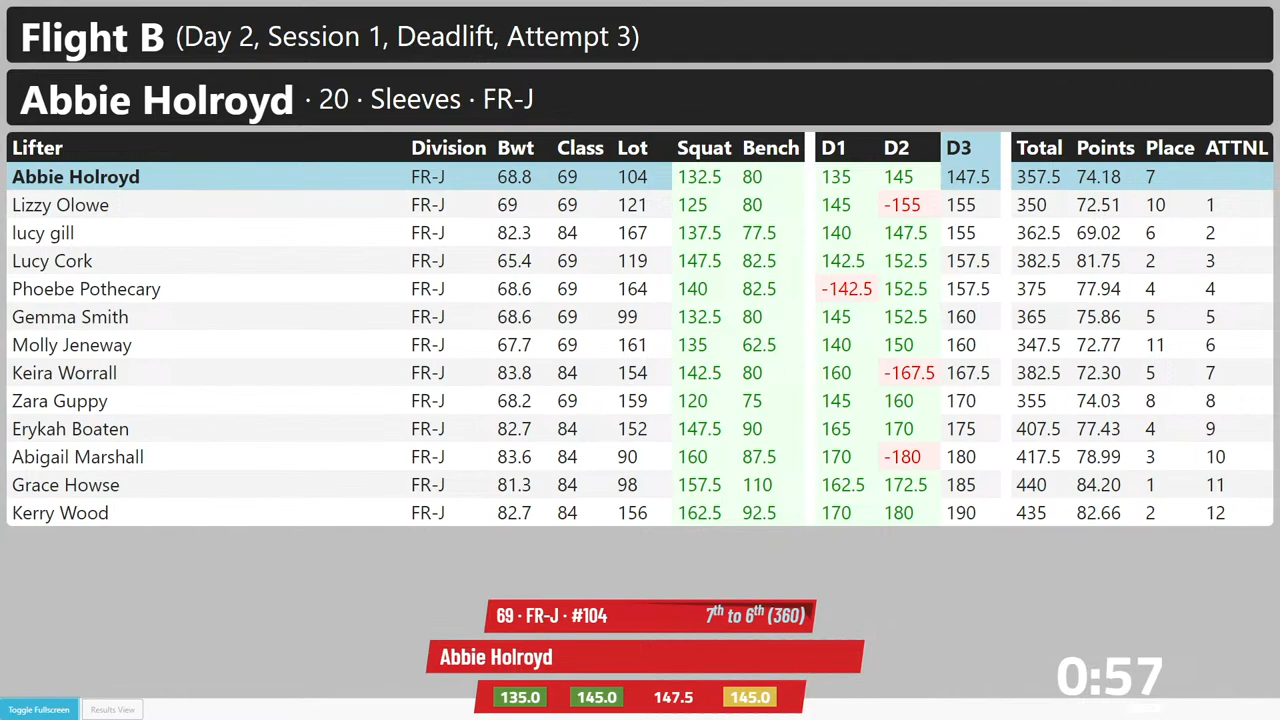 Flight B (Day 2, Session 1, Deadlift, Attempt 3)
Abbie Holroyd · 20 · Sleeves · FR-J
Lifter Division Bwt Class Lot Squat Bench D1 D2 D3 Total Points Place ATTNL
Abbie Holroyd FR-J 68.8 69 104 132.5 80 135 145 147.5 357.5 74.18 7
Lizzy Olowe FR-J 69 69 121 125 80 145 -155 155 350 72.51 10 1
lucy gill FR-J 82.3 84 167 137.5 77.5 140 147.5 155 362.5 69.02 6 2
Lucy Cork FR-J 65.4 69 119 147.5 82.5 142.5 152.5 157.5 382.5 81.75 2 3
Phoebe Pothecary FR-J 68.6 69 164 140 82.5 -142.5 152.5 157.5 375 77.94 4 4
Gemma Smith FR-J 68.6 69 99 132.5 80 145 152.5 160 365 75.86 5 5
Molly Jeneway FR-J 67.7 69 161 135 62.5 140 150 160 347.5 72.77 11 6
Keira Worrall FR-J 83.8 84 154 142.5 80 160 -167.5 167.5 382.5 72.30 5 7
Zara Guppy FR-J 68.2 69 159 120 75 145 160 170 355 74.03 8 8
Erykah Boaten FR-J 82.7 84 152 147.5 90 165 170 175 407.5 77.43 4 9
Abigail Marshall FR-J 83.6 84 90 160 87.5 170 -180 180 417.5 78.99 3 10
Grace Howse FR-J 81.3 84 98 157.5 110 162.5 172.5 185 440 84.20 1 11
Kerry Wood FR-J 82.7 84 156 162.5 92.5 170 180 190 435 82.66 2 12
69 · FR-J · #104 7th to 6th (360)
Abbie Holroyd
0:57
135.0 145.0 147.5 145.0
Toggle Fullscreen Results View